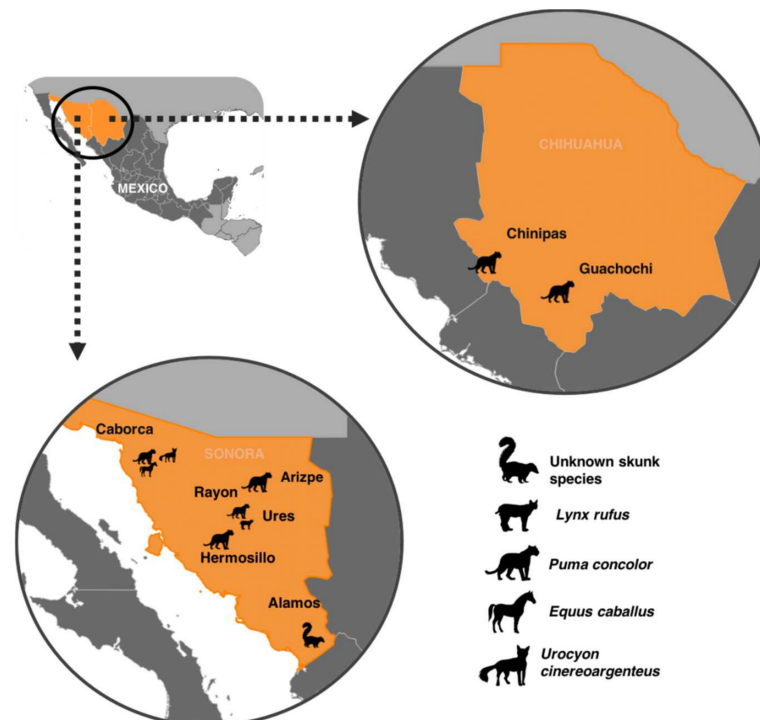 MEXICO
CHIHUAHUA
Chinipas
Guachochi
Caborca
SONORA
Arizpe
Rayon
Ures
Hermosillo
Alamos
Unknown skunk
species
Lynx rufus
Puma concolor
Equus caballus
Urocyon
cinereoargenteus